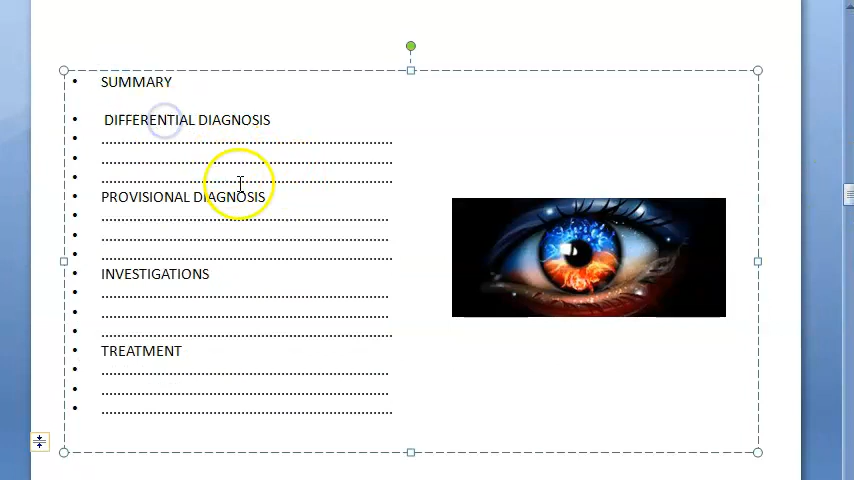 • SUMMARY
• DIFFERENTIAL DIAGNOSIS
• ..........................................................................
• ..........................................................................
• ..........................................................................
• PROVISIONAL DIAGNOSIS
• .........................................................................
• .........................................................................
• ..........................................................................
• INVESTIGATIONS
• .........................................................................
• .........................................................................
• ..........................................................................
• TREATMENT
• .........................................................................
• .........................................................................
• ..........................................................................